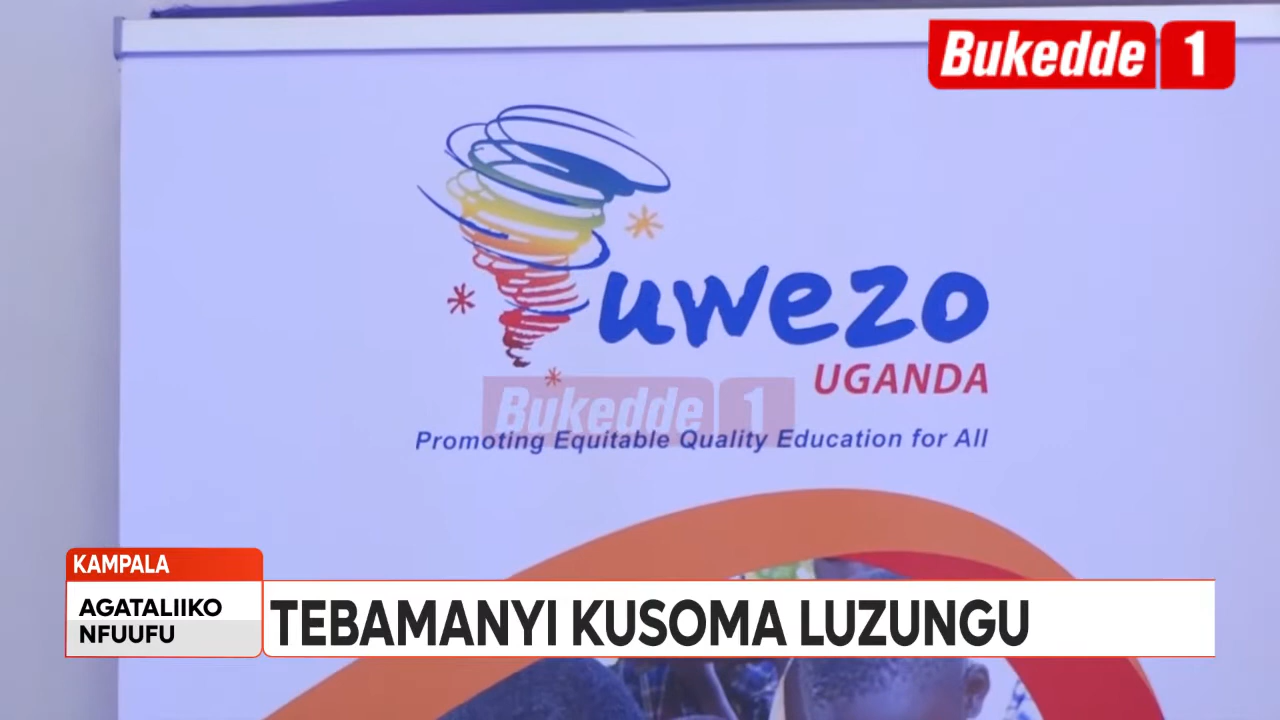 Bukedde 1
uwezo
UGANDA
Bukedde 1
Promoting Equitable Quality Education for All
KAMPALA
AGATALIIKO
NFUUFU
TEBAMANYI KUSOMA LUZUNGU